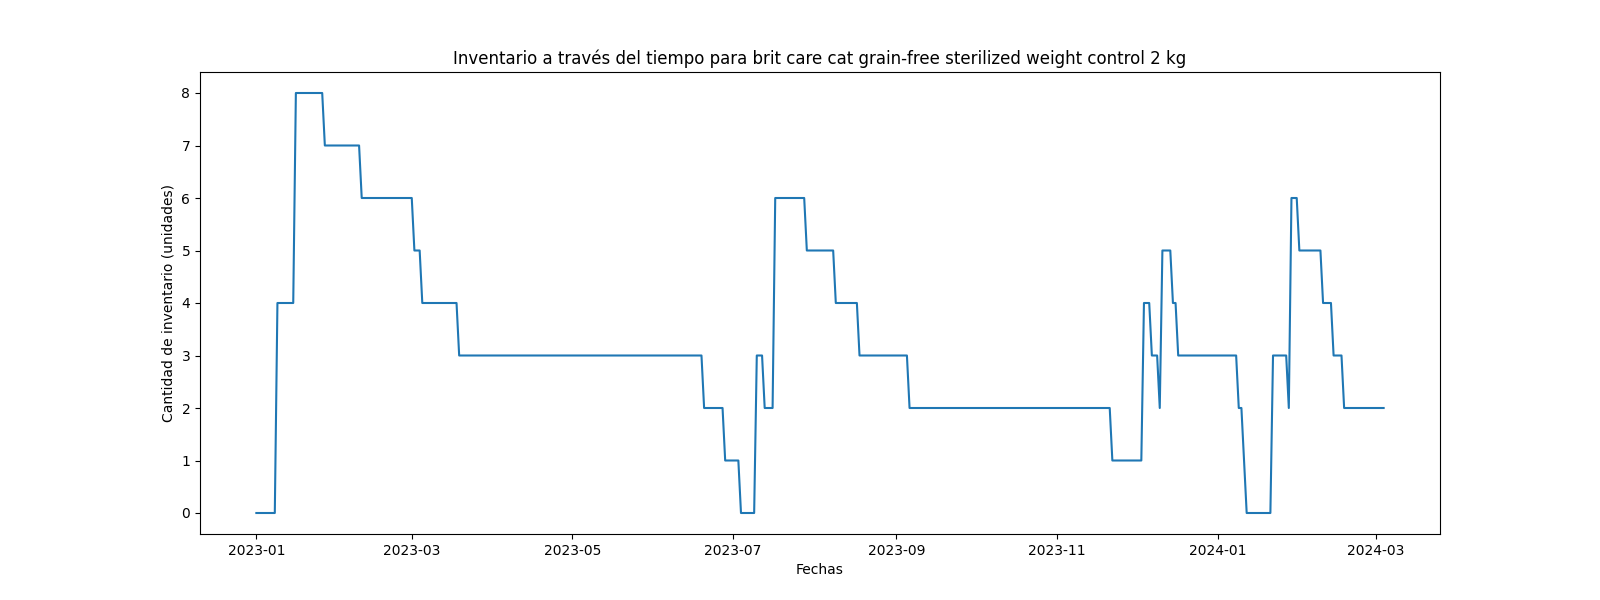 Inventario a través del tiempo para brit care cat grain-free sterilized weight control 2 kg
Cantidad de inventario (unidades)
8
7
6
5
4
3
2
1
0
2023-01 2023-03 2023-05 2023-07 2023-09 2023-11 2024-01 2024-03
Fechas